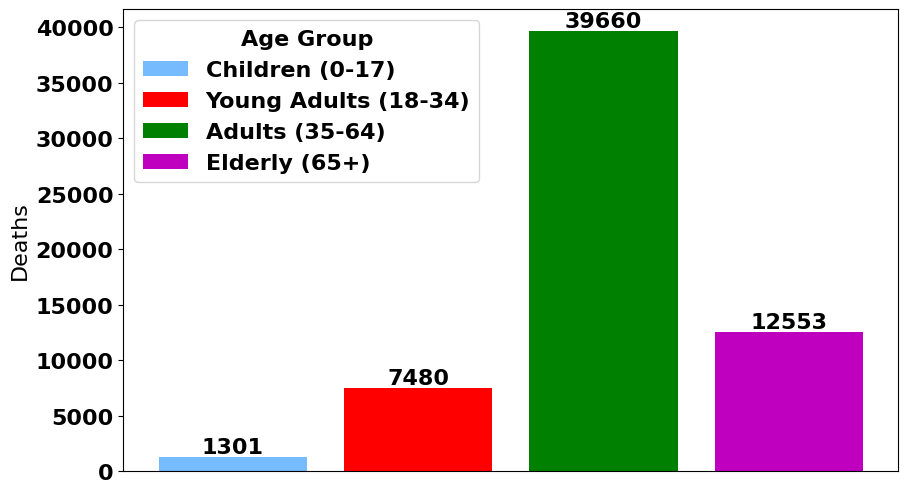 Deaths
40000
35000
30000
25000
20000
15000
10000
5000
0
Age Group
Children (0-17)
Young Adults (18-34)
Adults (35-64)
Elderly (65+)
1301
7480
39660
12553